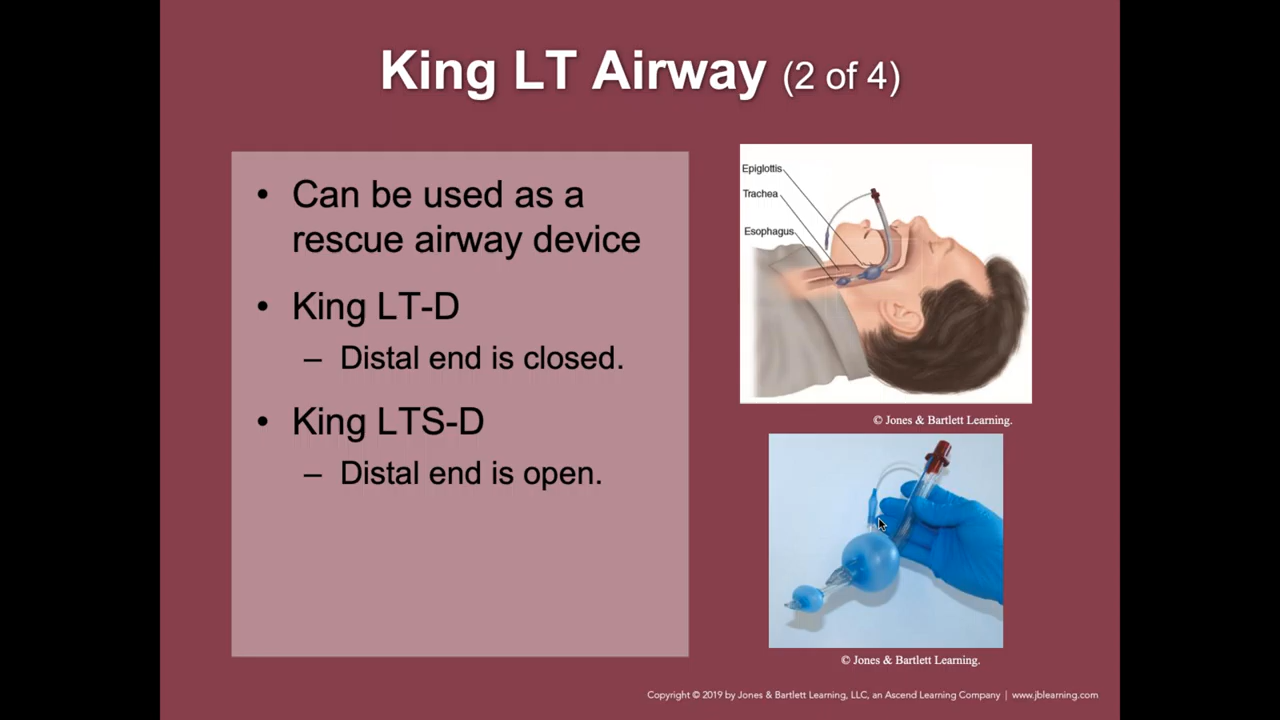 King LT Airway (2 of 4)
• Can be used as a
rescue airway device
• King LT-D
– Distal end is closed.
• King LTS-D
– Distal end is open.
Epiglottis
Trachea
Esophagus
© Jones & Bartlett Learning.
© Jones & Bartlett Learning.
Copyright © 2019 by Jones & Bartlett Learning, LLC, an Ascend Learning Company | www.jblearning.com